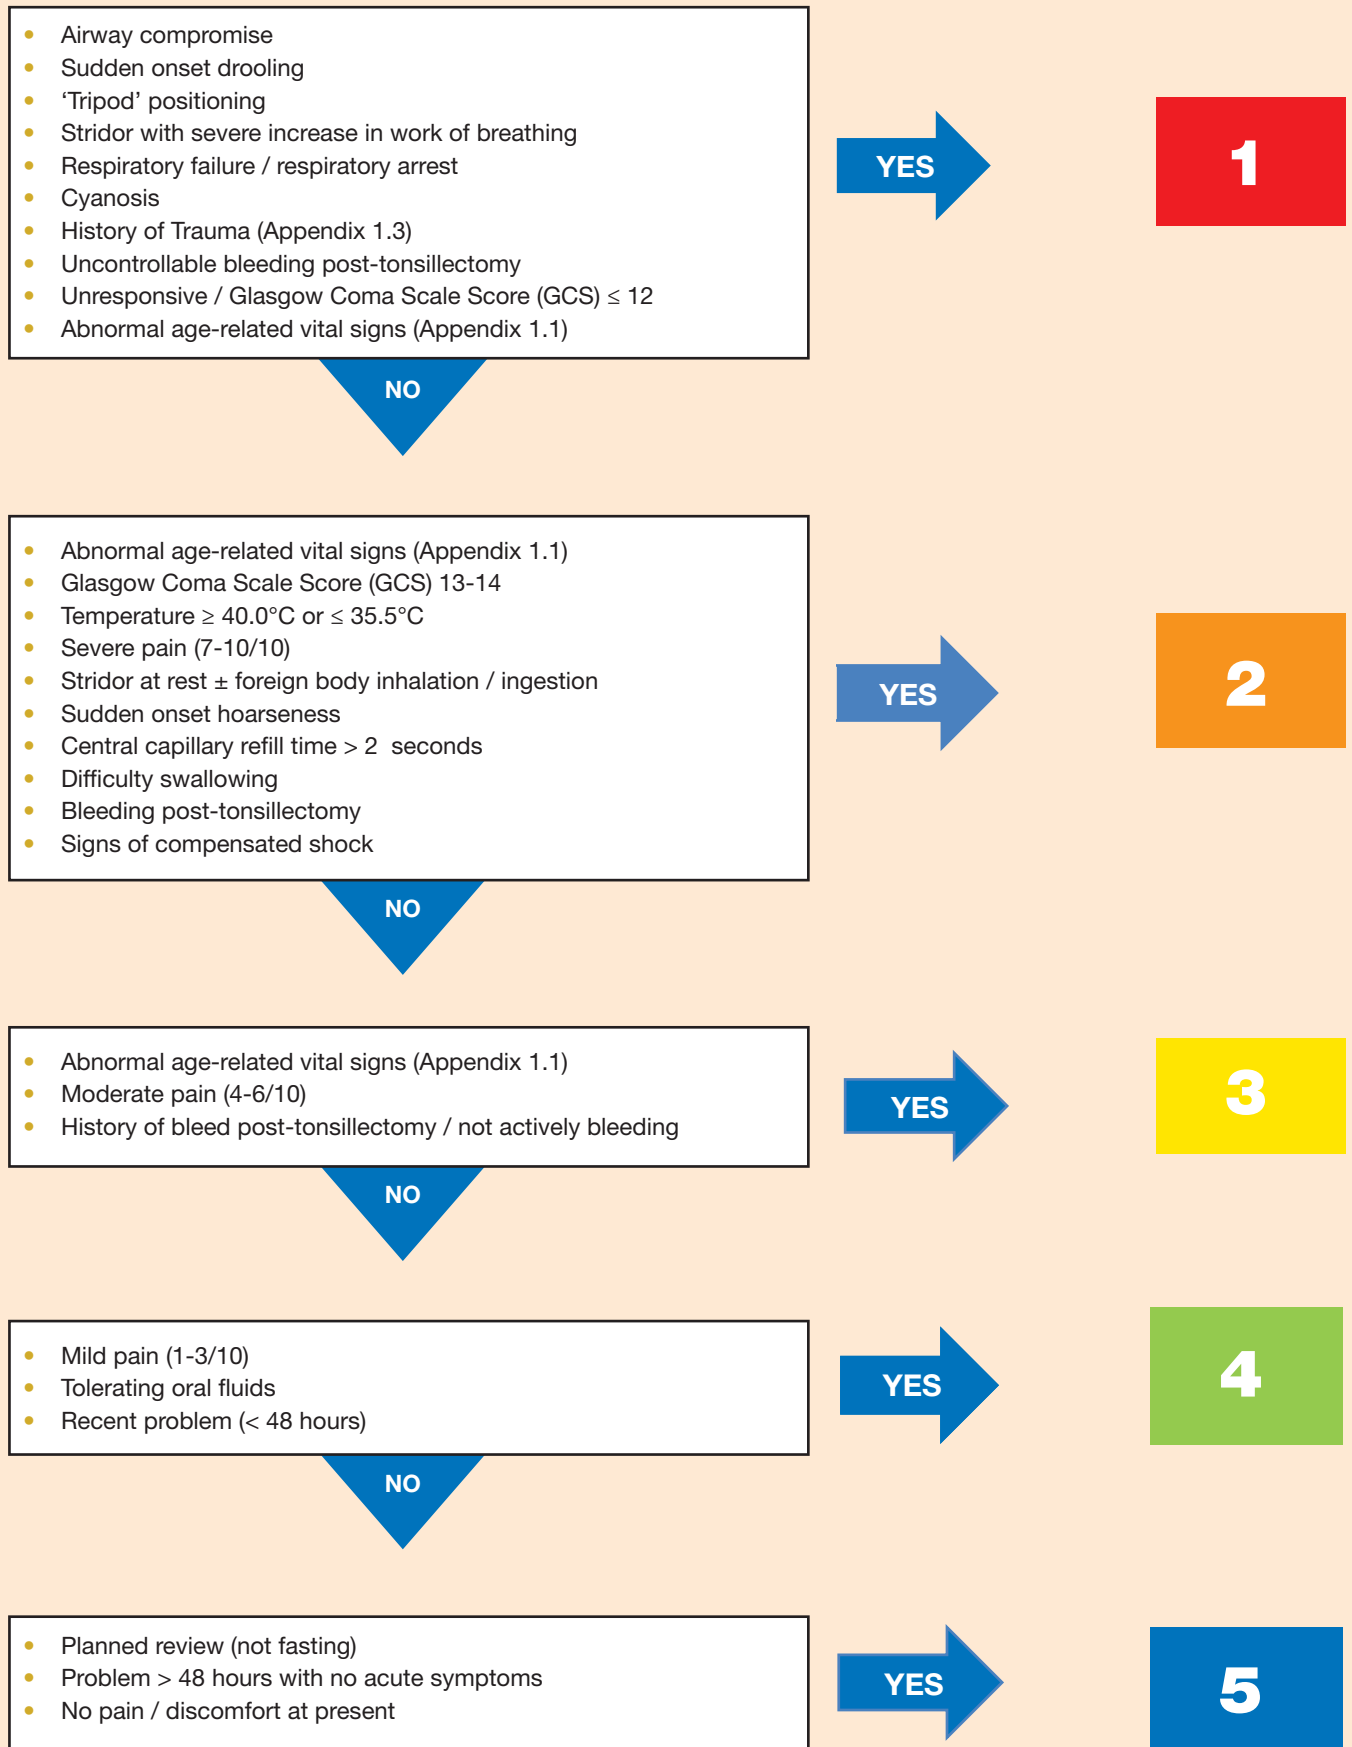 • Airway compromise
• Sudden onset drooling
• ‘Tripod’ positioning
• Stridor with severe increase in work of breathing
• Respiratory failure / respiratory arrest
• Cyanosis
• History of Trauma (Appendix 1.3)
• Uncontrollable bleeding post-tonsillectomy
• Unresponsive / Glasgow Coma Scale Score (GCS) ≤ 12
• Abnormal age-related vital signs (Appendix 1.1)
YES
1
NO
• Abnormal age-related vital signs (Appendix 1.1)
• Glasgow Coma Scale Score (GCS) 13-14
• Temperature ≥ 40.0°C or ≤ 35.5°C
• Severe pain (7-10/10)
• Stridor at rest ± foreign body inhalation / ingestion
• Sudden onset hoarseness
• Central capillary refill time > 2 seconds
• Difficulty swallowing
• Bleeding post-tonsillectomy
• Signs of compensated shock
YES
2
NO
• Abnormal age-related vital signs (Appendix 1.1)
• Moderate pain (4-6/10)
• History of bleed post-tonsillectomy / not actively bleeding
YES
3
NO
• Mild pain (1-3/10)
• Tolerating oral fluids
• Recent problem (< 48 hours)
YES
4
NO
• Planned review (not fasting)
• Problem > 48 hours with no acute symptoms
• No pain / discomfort at present
YES
5